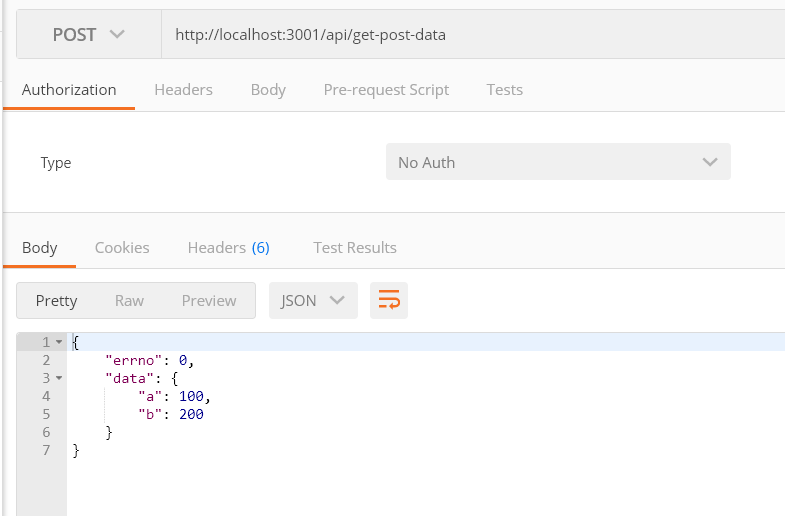 POST http://localhost:3001/api/get-post-data
Authorization Headers Body Pre-request Script Tests
Type No Auth
Body Cookies Headers (6) Test Results
Pretty Raw Preview JSON
1 {
2 "errno": 0,
3 "data": {
4 "a": 100,
5 "b": 200
6 }
7 }